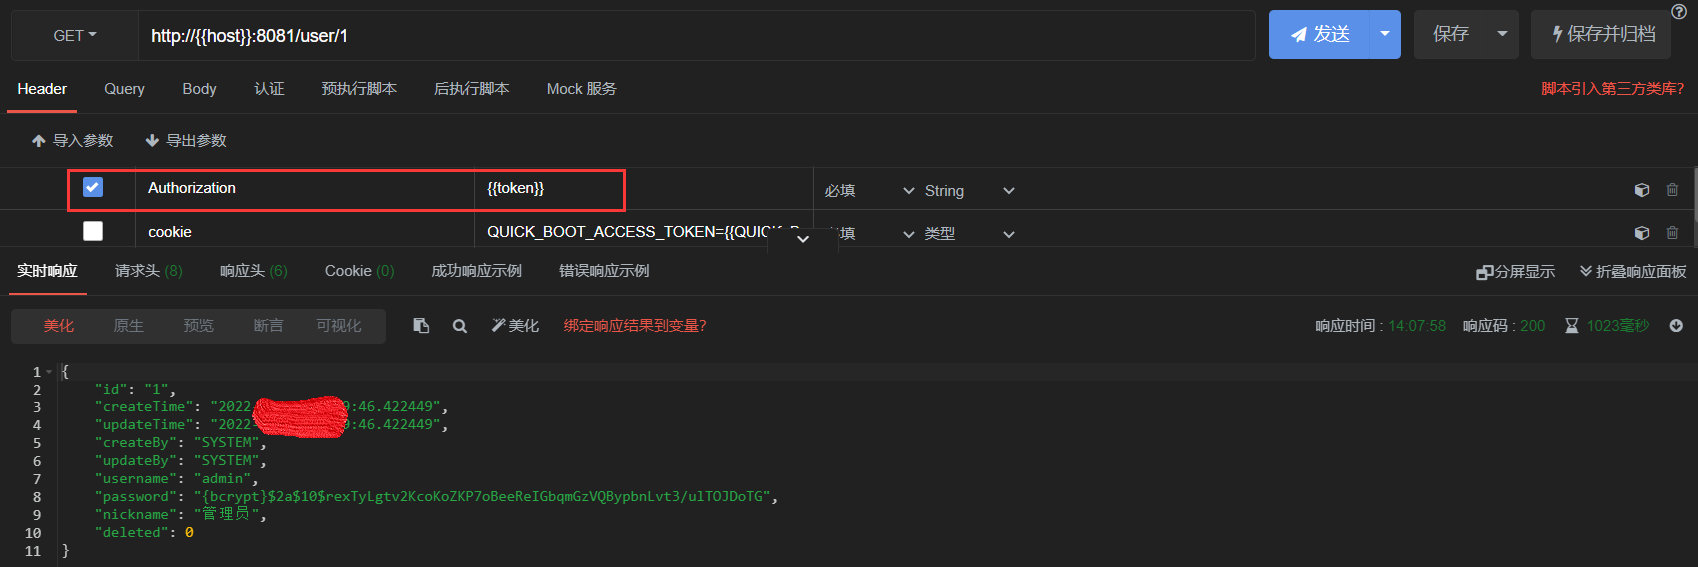 GET http://{{host}}:8081/user/1 发送 保存 保存并归档
Header Query Body 认证 预执行脚本 后执行脚本 Mock 服务 脚本引入第三方类库?
导入参数 导出参数
Authorization {{token}} 必填 String
cookie QUICK_BOOT_ACCESS_TOKEN={{QUICK_ 填 类型
实时响应 请求头 (8) 响应头 (6) Cookie (0) 成功响应示例 错误响应示例 分屏显示 折叠响应面板
美化 原生 预览 断言 可视化 美化 绑定响应结果到变量? 响应时间 : 14:07:58 响应码 : 200 1023毫秒
1 {
2 "id": "1",
3 "createTime": "2022 9:46.422449",
4 "updateTime": "2022 9:46.422449",
5 "createBy": "SYSTEM",
6 "updateBy": "SYSTEM",
7 "username": "admin",
8 "password": "{bcrypt}$2a$10$rexTyLgtv2KcoKoZKP7oBeeReIGbqmGzVQBypbnLvt3/ulTOJDoTG",
9 "nickname": "管理员",
10 "deleted": 0
11 }